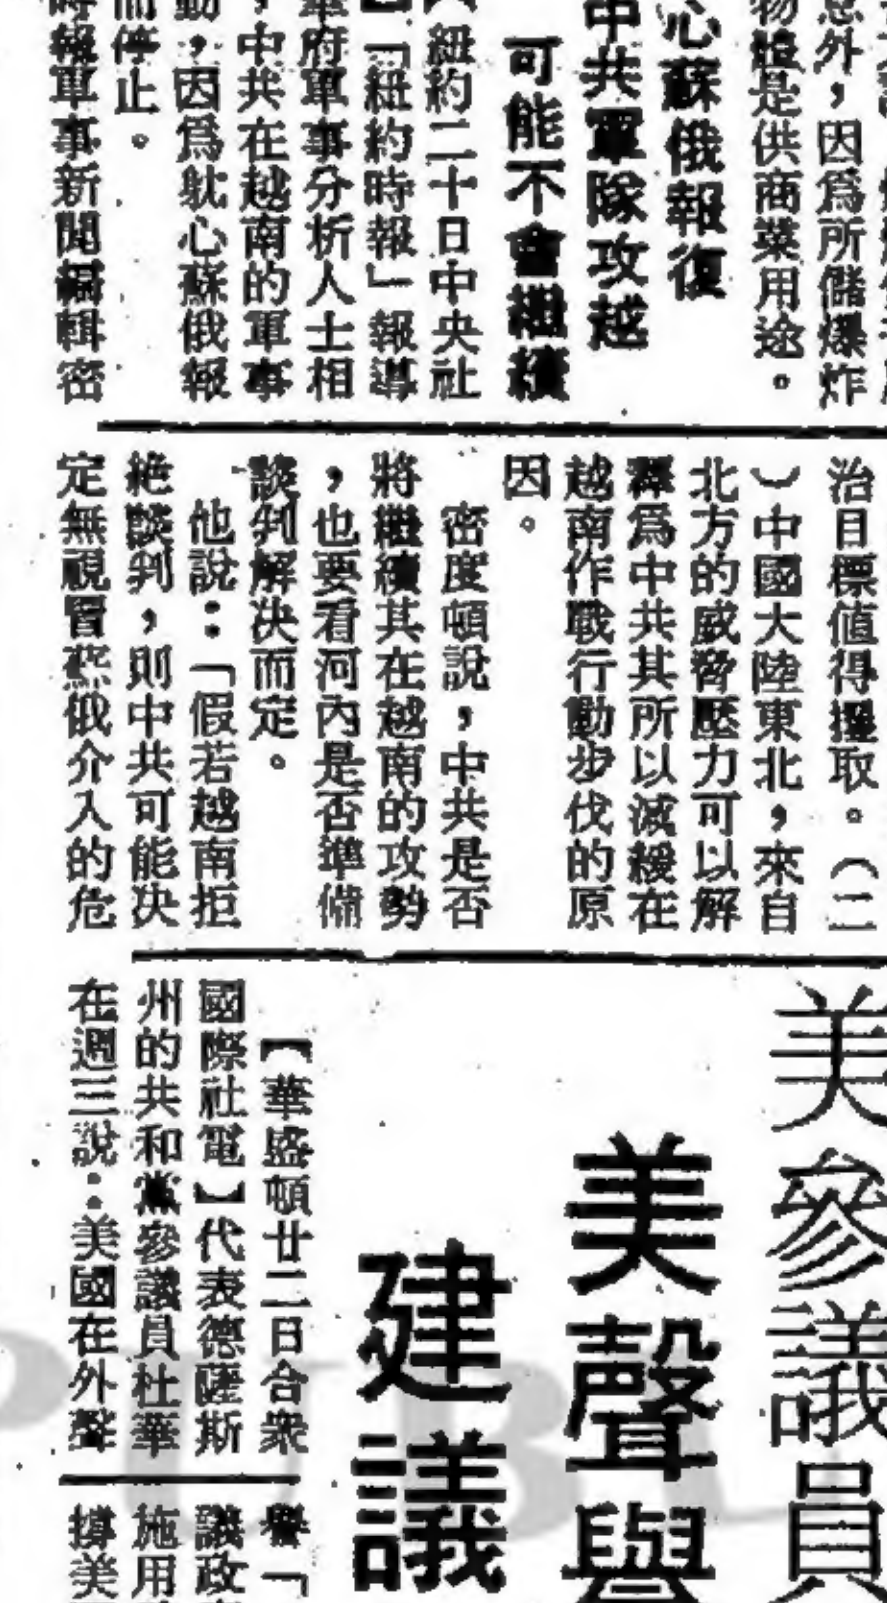 意外，因爲所儲爆炸
物體是供商業用途。
心蘇俄報復
中共軍隊攻越
可能不會繼續
紐約二十日中央社
】「紐約時報」報導
華府軍事分析人士相
，中共在越南的軍事
動，因爲躭心蘇俄報
而停止。
時報軍事新聞編輯密
治目標値得攫取。（二
）中國大陸東北，來自
北方的威脅壓力可以解
釋爲中共其所以減緩在
越南作戰行動步伐的原
因。
密度頓說，中共是否
將繼續其在越南的攻勢
，也要看河內是否準備
談判解決而定。
他說：「假若越南拒
絕談判，則中共可能決
定無視冒蘇俄介入的危
美參議員
美聲譽
建議
【華盛頓廿二日合衆
國際社電】代表德薩斯
州的共和黨參議員杜華
在週三說：美國在外聲
譽「
議政
施用
撐美